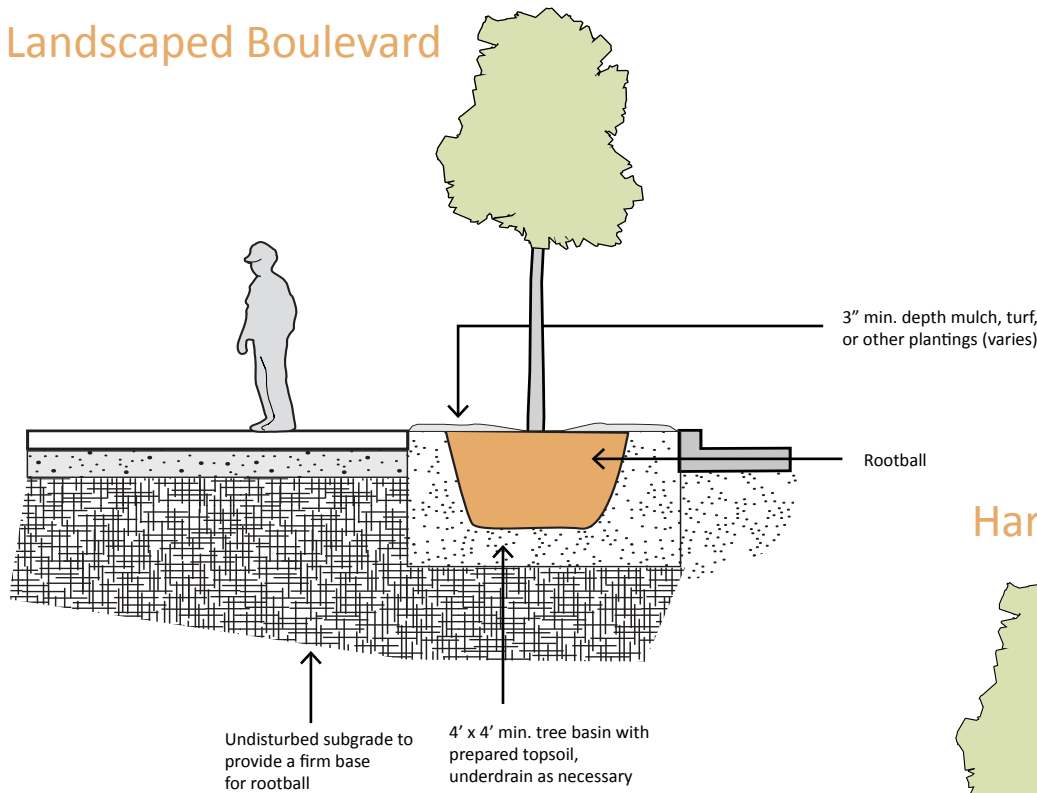 Landscaped Boulevard
3” min. depth mulch, turf,
or other plantings (varies)
Rootball
Har
Undisturbed subgrade to
provide a firm base
for rootball
4’ x 4’ min. tree basin with
prepared topsoil,
underdrain as necessary